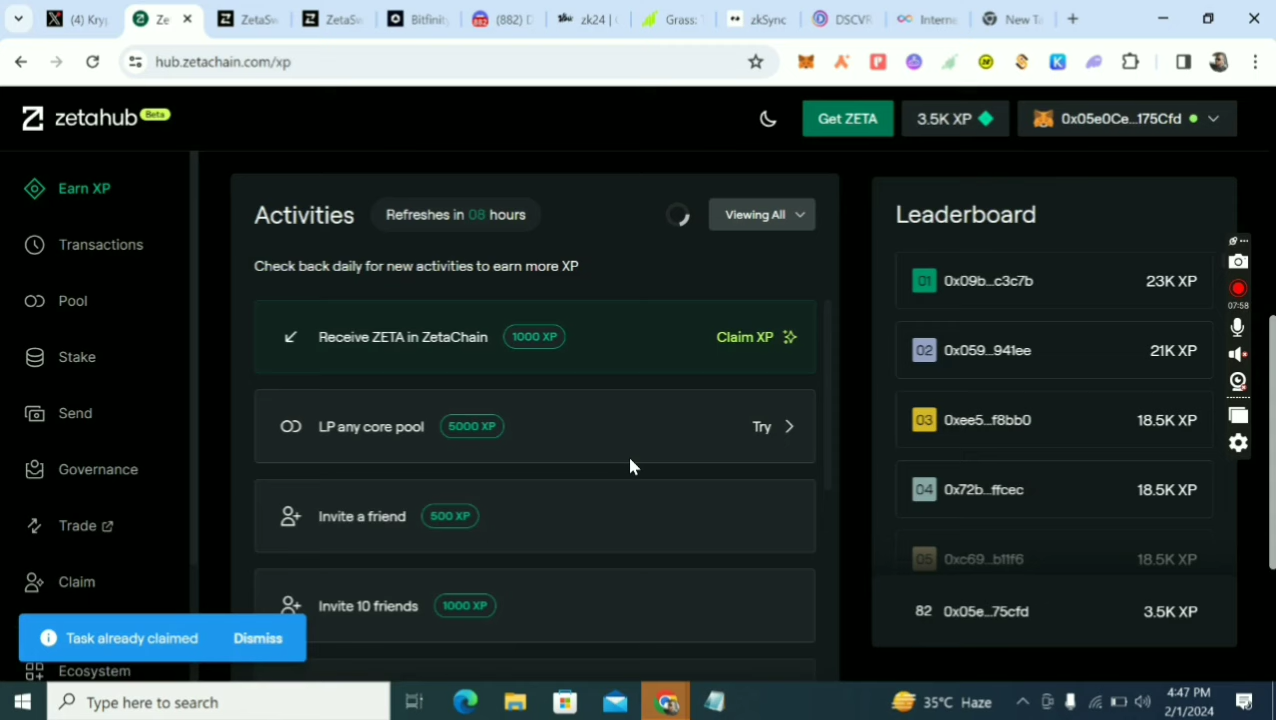 (4) Kry
Ze
ZetaSw
ZetaSw
Bitfinity
(882) D
zk24 |
Grass:
zkSync
DSCVR
Intern
New Ta
hub.zetachain.com/xp
zetahub Beta
Get ZETA
3.5K XP
0x05e0Ce...175Cfd
Earn XP
Transactions
Pool
Stake
Send
Governance
Trade
Claim
Ecosystem
Activities
Refreshes in 08 hours
Viewing All
Check back daily for new activities to earn more XP
Receive ZETA in ZetaChain 1000 XP Claim XP
LP any core pool 5000 XP Try
Invite a friend 500 XP
Invite 10 friends 1000 XP
Leaderboard
01 0x09b...c3c7b 23K XP
02 0x059...941ee 21K XP
03 0xee5...f8bb0 18.5K XP
04 0x72b...ffcec 18.5K XP
05 0xc69...b11f6 18.5K XP
82 0x05e...75cfd 3.5K XP
07:58
Task already claimed Dismiss
Type here to search
35°C Haze
4:47 PM
2/1/2024